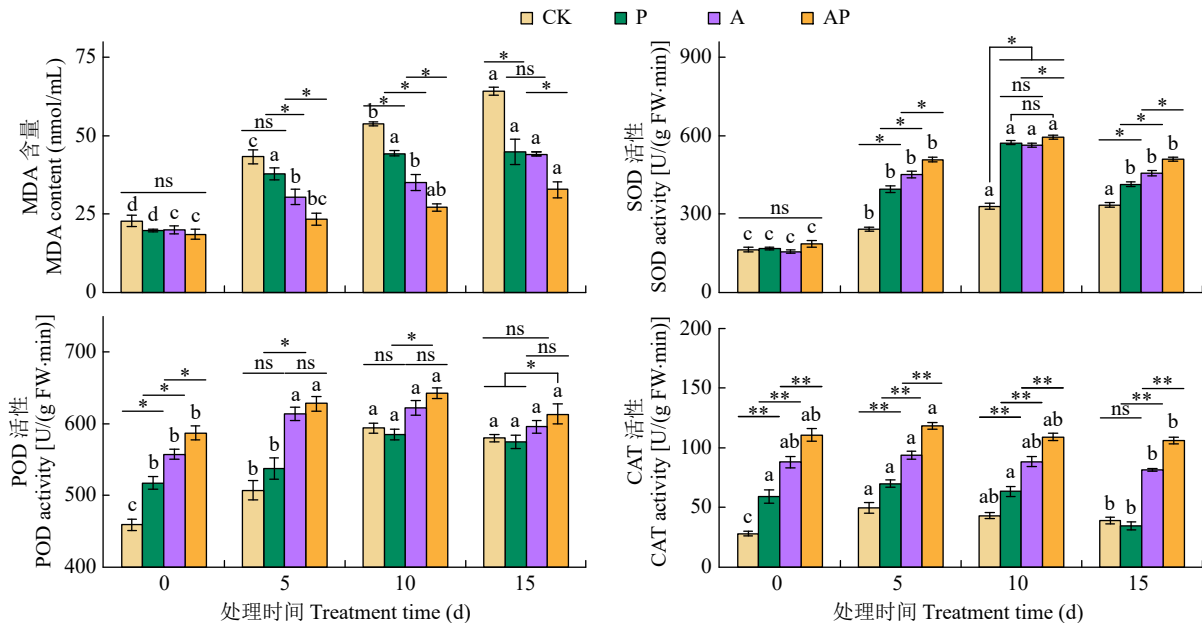 CK P A AP
MDA 含量
MDA content (nmol/mL)
75
50
25
0
ns
d d c c
ns * *
c a b bc
* * *
b a b ab
* ns *
a a a a
SOD 活性
SOD activity [U/(g FW·min)]
900
600
300
0
ns
c c c c
* * *
b b b b
* * ns ns
a a a a
* * *
a b b b
POD 活性
POD activity [U/(g FW·min)]
700
600
500
400
* * *
c b b b
* ns ns
b b a a
* ns ns
a a a a
ns ns *
a a a a
0 5 10 15
处理时间 Treatment time (d)
CAT 活性
CAT activity [U/(g FW·min)]
200
150
100
50
0
** ** **
c a ab ab
** ** **
a a a a
** ** **
ab a ab ab
ns ** **
b b b b
0 5 10 15
处理时间 Treatment time (d)